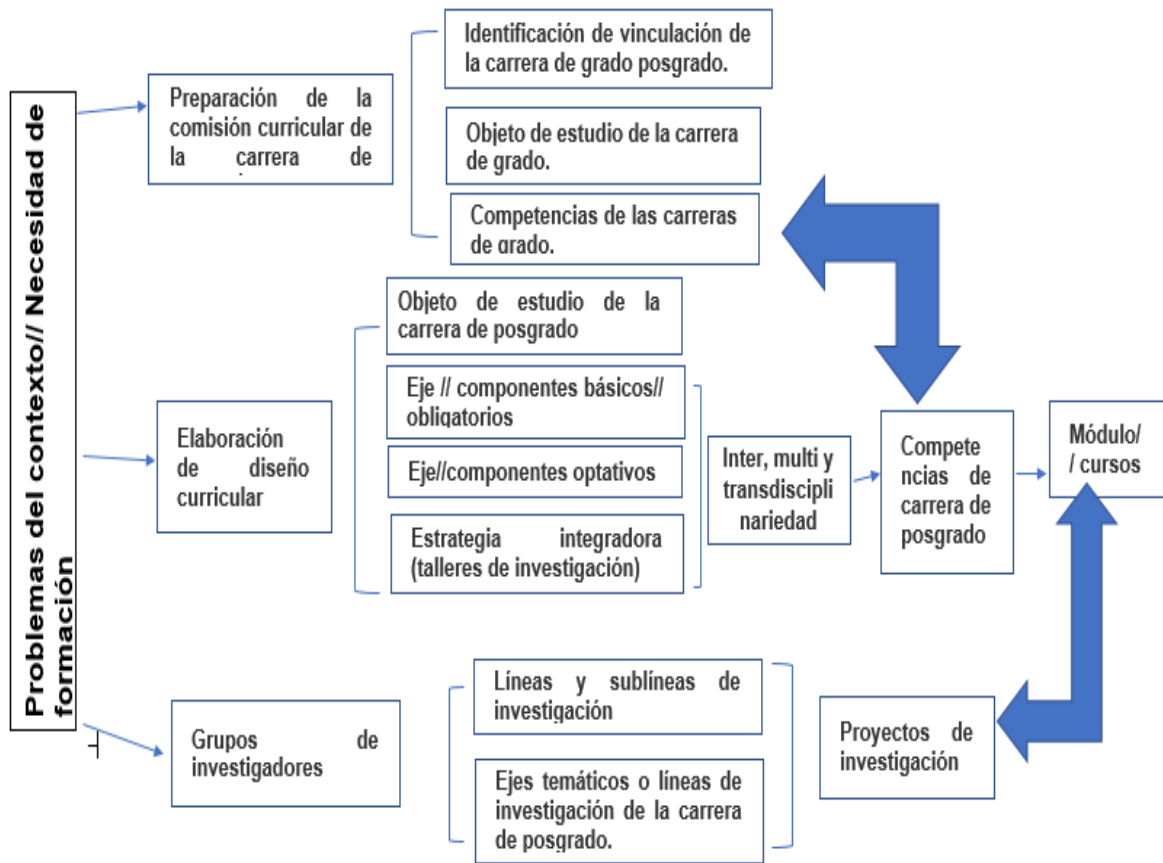 Problemas del contexto// Necesidad de
formación
Preparación de la
comisión curricular de
la carrera de
Identificación de vinculación de
la carrera de grado posgrado.
Objeto de estudio de la carrera
de grado.
Competencias de las carreras
de grado.
Elaboración
de diseño
curricular
Objeto de estudio de la
carrera de posgrado
Eje // componentes básicos//
obligatorios
Eje//componentes optativos
Estrategia integradora
(talleres de investigación)
Inter, multi y
transdiscipli
nariedad
Compete
ncias de
carrera de
posgrado
Módulo/
/ cursos
Grupos de
investigadores
Líneas y sublíneas de
investigación
Ejes temáticos o líneas de
investigación de la carrera
de posgrado.
Proyectos de
investigación